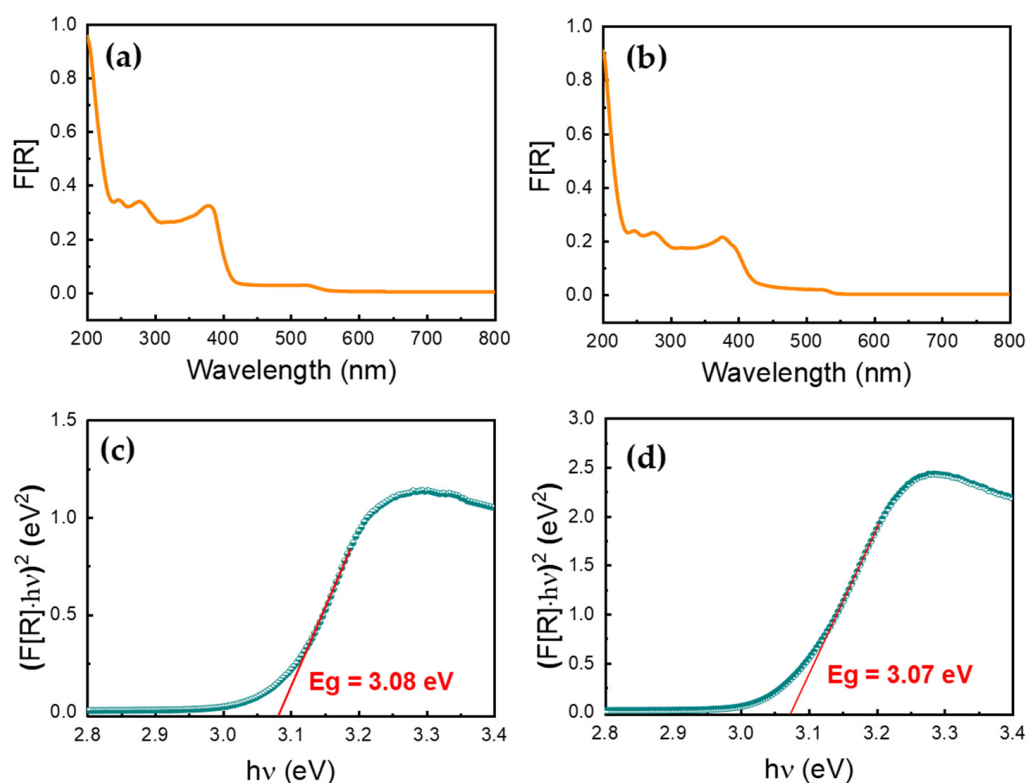 (a)
F[R]
1.0
0.8
0.6
0.4
0.2
0.0
200 300 400 500 600 700 800
Wavelength (nm)
(b)
F[R]
1.0
0.8
0.6
0.4
0.2
0.0
200 300 400 500 600 700 800
Wavelength (nm)
(c)
(F[R]·hν)² (eV²)
1.5
1.0
0.5
0.0
Eg = 3.08 eV
2.8 2.9 3.0 3.1 3.2 3.3 3.4
hν (eV)
(d)
(F[R]·hν)² (eV²)
3.0
2.5
2.0
1.5
1.0
0.5
0.0
Eg = 3.07 eV
2.8 2.9 3.0 3.1 3.2 3.3 3.4
hν (eV)